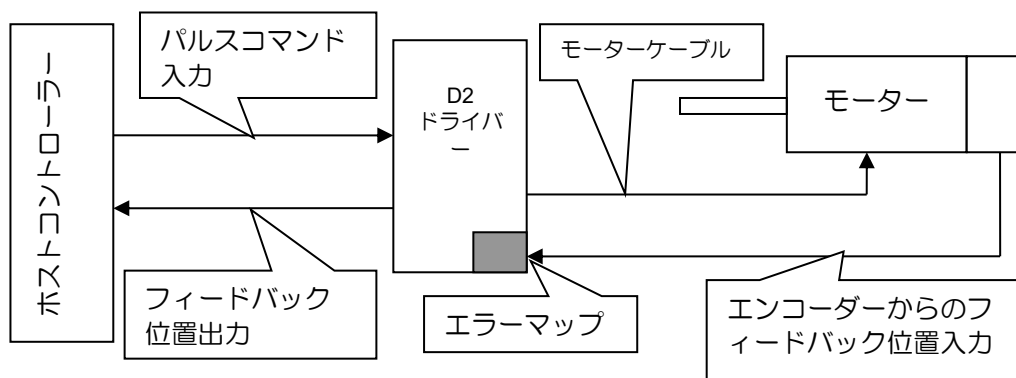 ホストコントローラー
パルスコマンド
入力
D2
ドライバ
ー
モーターケーブル
モーター
フィードバック
位置出力
エラーマップ
エンコーダーからのフ
ィードバック位置入力